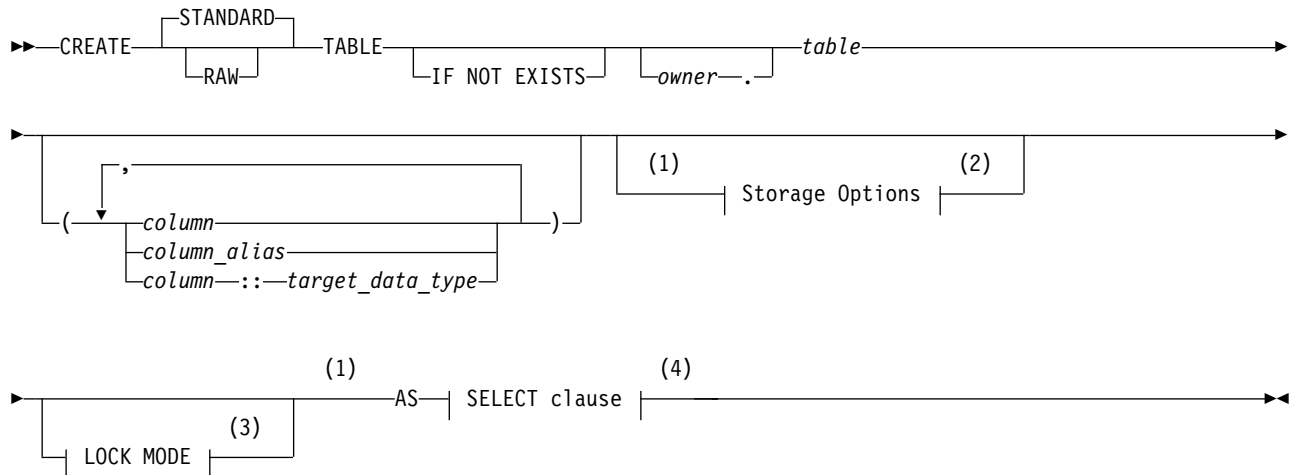 STANDARD
CREATE TABLE table
RAW IF NOT EXISTS owner .
,
(1) (2)
Storage Options
( column )
column_alias
column :: target_data_type
(1) (4)
AS SELECT clause
(3)
LOCK MODE